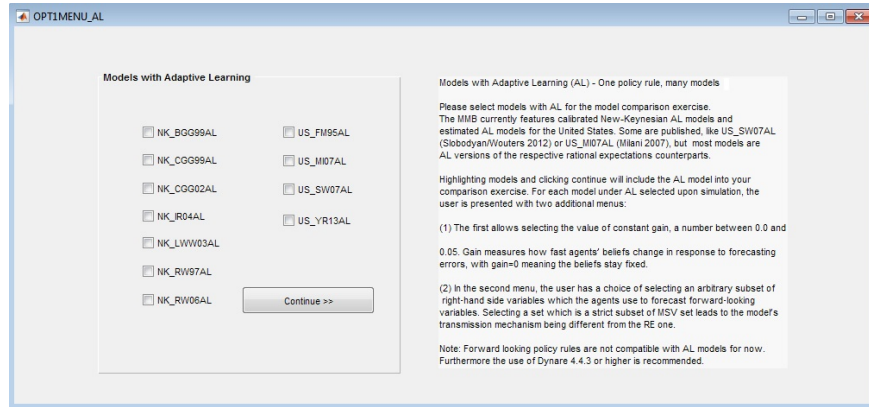 OPT1MENU_AL
Models with Adaptive Learning
NK_BGG99AL
NK_CGG99AL
NK_CGG02AL
NK_IR04AL
NK_LWW03AL
NK_RW97AL
NK_RW06AL
US_FM95AL
US_MI07AL
US_SW07AL
US_YR13AL
Continue >>
Models with Adaptive Learning (AL) - One policy rule, many models
Please select models with AL for the model comparison exercise.
The MMB currently features calibrated New-Keynesian AL models and
estimated AL models for the United States. Some are published, like US_SW07AL
(Slobodyan/Wouters 2012) or US_MI07AL (Milani 2007), but most models are
AL versions of the respective rational expectations counterparts.
Highlighting models and clicking continue will include the AL model into your
comparison exercise. For each model under AL selected upon simulation, the
user is presented with two additional menus:
(1) The first allows selecting the value of constant gain, a number between 0.0 and
0.05. Gain measures how fast agents' beliefs change in response to forecasting
errors, with gain=0 meaning the beliefs stay fixed.
(2) In the second menu, the user has a choice of selecting an arbitrary subset of
right-hand side variables which the agents use to forecast forward-looking
variables. Selecting a set which is a strict subset of MSV set leads to the model's
transmission mechanism being different from the RE one.
Note: Forward looking policy rules are not compatible with AL models for now.
Furthermore the use of Dynare 4.4.3 or higher is recommended.